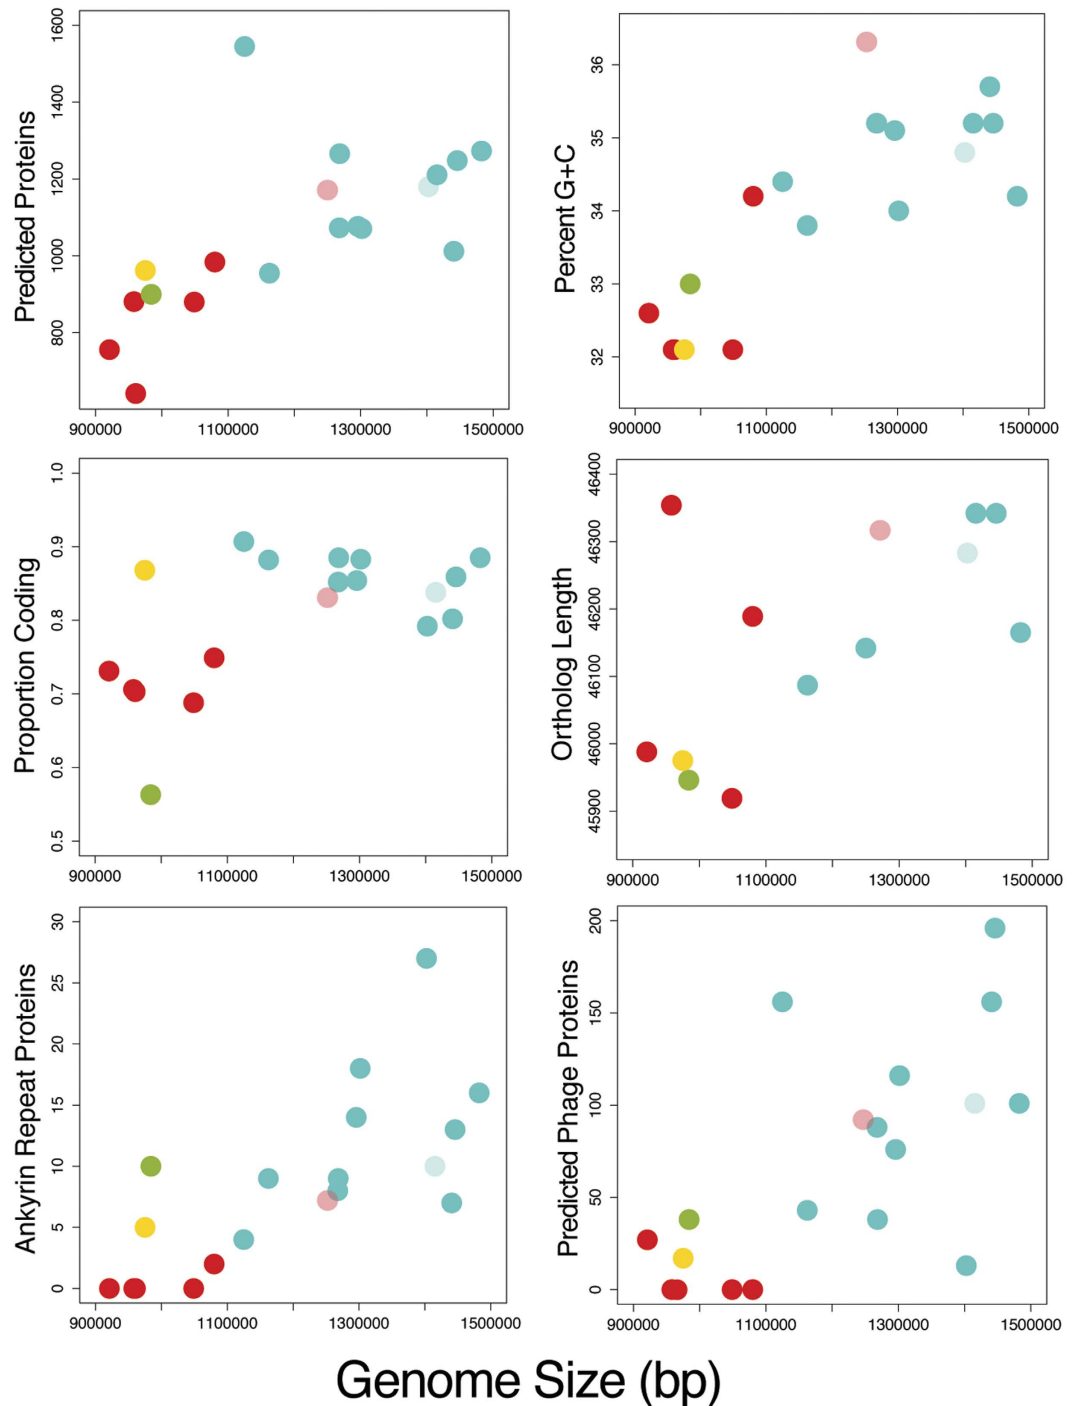 Predicted Proteins
1600
1400
1200
1000
800
900000 1100000 1300000 1500000
Percent G+C
36
35
34
33
32
900000 1100000 1300000 1500000
Proportion Coding
1.0
0.9
0.8
0.7
0.6
0.5
900000 1100000 1300000 1500000
Ortholog Length
46400
46300
46200
46100
46000
45900
900000 1100000 1300000 1500000
Ankyrin Repeat Proteins
30
25
20
15
10
5
0
900000 1100000 1300000 1500000
Predicted Phage Proteins
200
150
100
50
0
900000 1100000 1300000 1500000
Genome Size (bp)